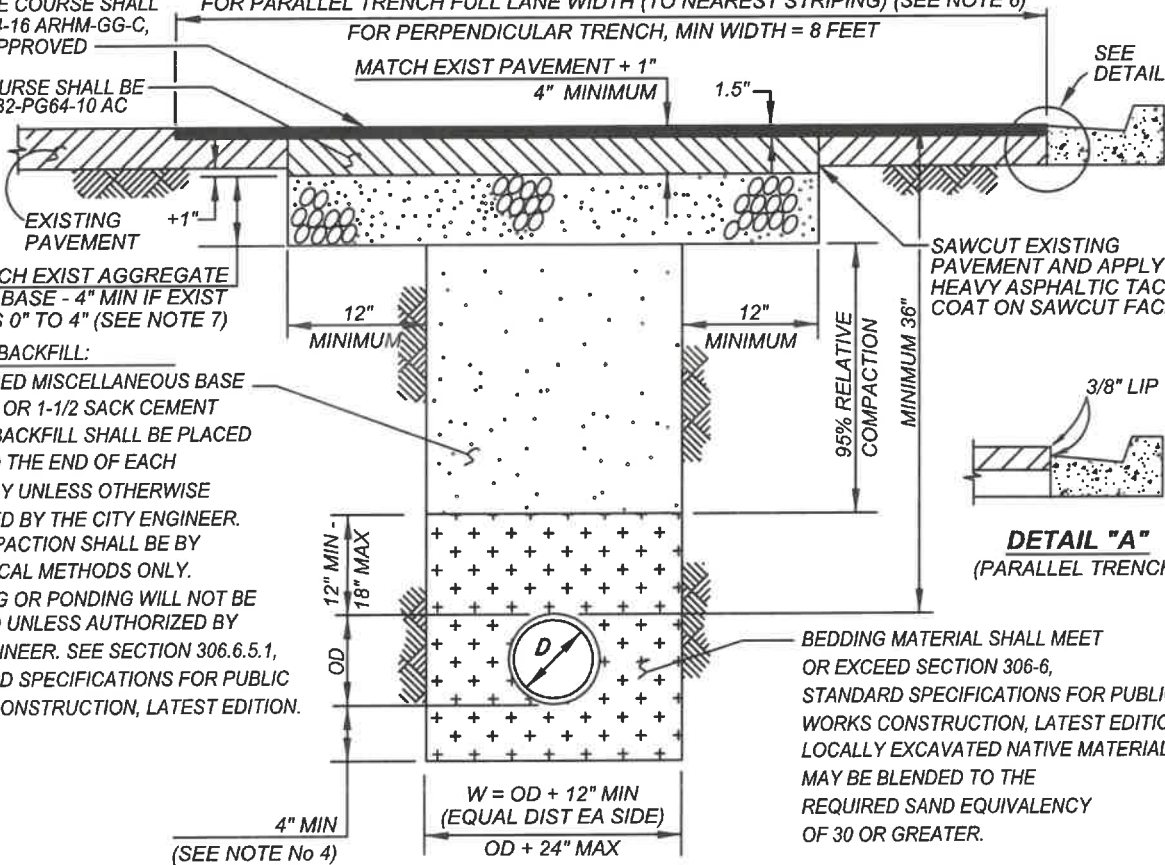 E COURSE SHALL
-16 ARHM-GG-C,
PPROVED
URSE SHALL BE
32-PG64-10 AC
FOR PARALLEL TRENCH FULL LANE WIDTH (TO NEAREST STRIPING) (SEE NOTE 6)
FOR PERPENDICULAR TRENCH, MIN WIDTH = 8 FEET
MATCH EXIST PAVEMENT + 1"
4" MINIMUM
1.5"
SEE
DETAIL
EXISTING
PAVEMENT
+1"
CH EXIST AGGREGATE
BASE - 4" MIN IF EXIST
S 0" TO 4" (SEE NOTE 7)
12"
MINIMUM
12"
MINIMUM
SAWCUT EXISTING
PAVEMENT AND APPLY
HEAVY ASPHALTIC TAC
COAT ON SAWCUT FAC
BACKFILL:
ED MISCELLANEOUS BASE
OR 1-1/2 SACK CEMENT
BACKFILL SHALL BE PLACED
THE END OF EACH
Y UNLESS OTHERWISE
ED BY THE CITY ENGINEER.
PACTION SHALL BE BY
CAL METHODS ONLY.
G OR PONDING WILL NOT BE
UNLESS AUTHORIZED BY
INEER. SEE SECTION 306.6.5.1,
D SPECIFICATIONS FOR PUBLIC
ONSTRUCTION, LATEST EDITION.
95% RELATIVE
COMPACTION
MINIMUM 36"
3/8" LIP
DETAIL "A"
(PARALLEL TRENCH
12" MIN -
18" MAX
OD
D
BEDDING MATERIAL SHALL MEET
OR EXCEED SECTION 306-6,
STANDARD SPECIFICATIONS FOR PUBLIC
WORKS CONSTRUCTION, LATEST EDITIO
LOCALLY EXCAVATED NATIVE MATERIAL
MAY BE BLENDED TO THE
REQUIRED SAND EQUIVALENCY
OF 30 OR GREATER.
4" MIN
(SEE NOTE No 4)
W = OD + 12" MIN
(EQUAL DIST EA SIDE)
OD + 24" MAX